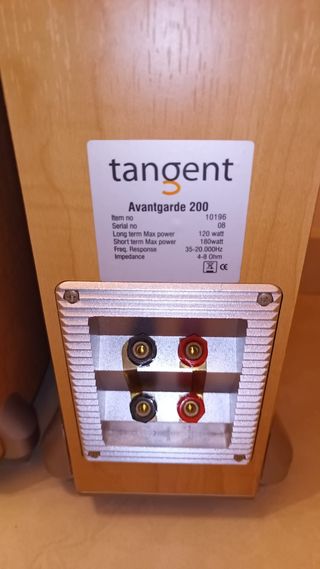 tangent
Avantgarde 200
Item no 10196
Serial no 08
Long term Max power 120 watt
Short term Max power 180watt
Freq. Response 35-20.000Hz
Impedance 4-8 Ohm
CE